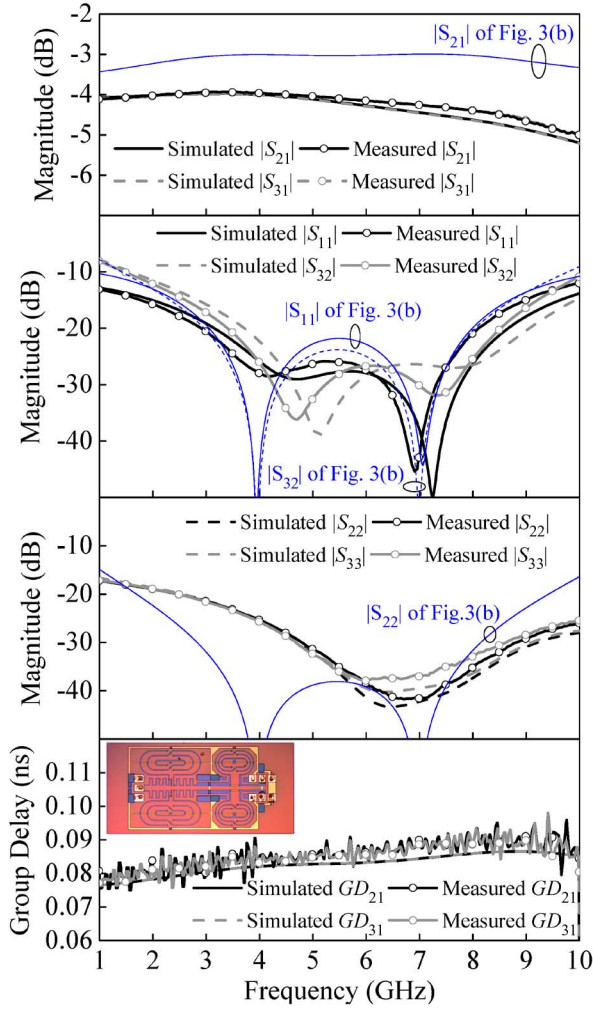 -2
-3
-4
-5
-6
Magnitude (dB)
|S21| of Fig. 3(b)
Simulated |S21| Measured |S21|
Simulated |S31| Measured |S31|
-10
-20
-30
-40
Magnitude (dB)
Simulated |S11| Measured |S11|
Simulated |S32| Measured |S32|
|S11| of Fig. 3(b)
|S32| of Fig. 3(b)
-10
-20
-30
-40
Magnitude (dB)
Simulated |S22| Measured |S22|
Simulated |S33| Measured |S33|
|S22| of Fig.3(b)
0.11
0.10
0.09
0.08
0.07
0.06
Group Delay (ns)
Simulated GD21 Measured GD21
Simulated GD31 Measured GD31
1 2 3 4 5 6 7 8 9 10
Frequency (GHz)